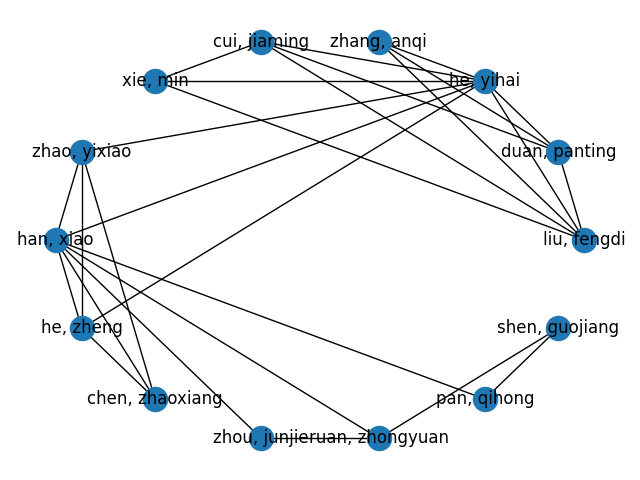 cui, jiaming
zhang, anqi
xie, min
he, yihai
zhao, yixiao
duan, panting
han, xiao
liu, fengdi
he, zheng
shen, guojiang
chen, zhaoxiang
pan, qihong
zhou, junjie
ruan, zhongyuan